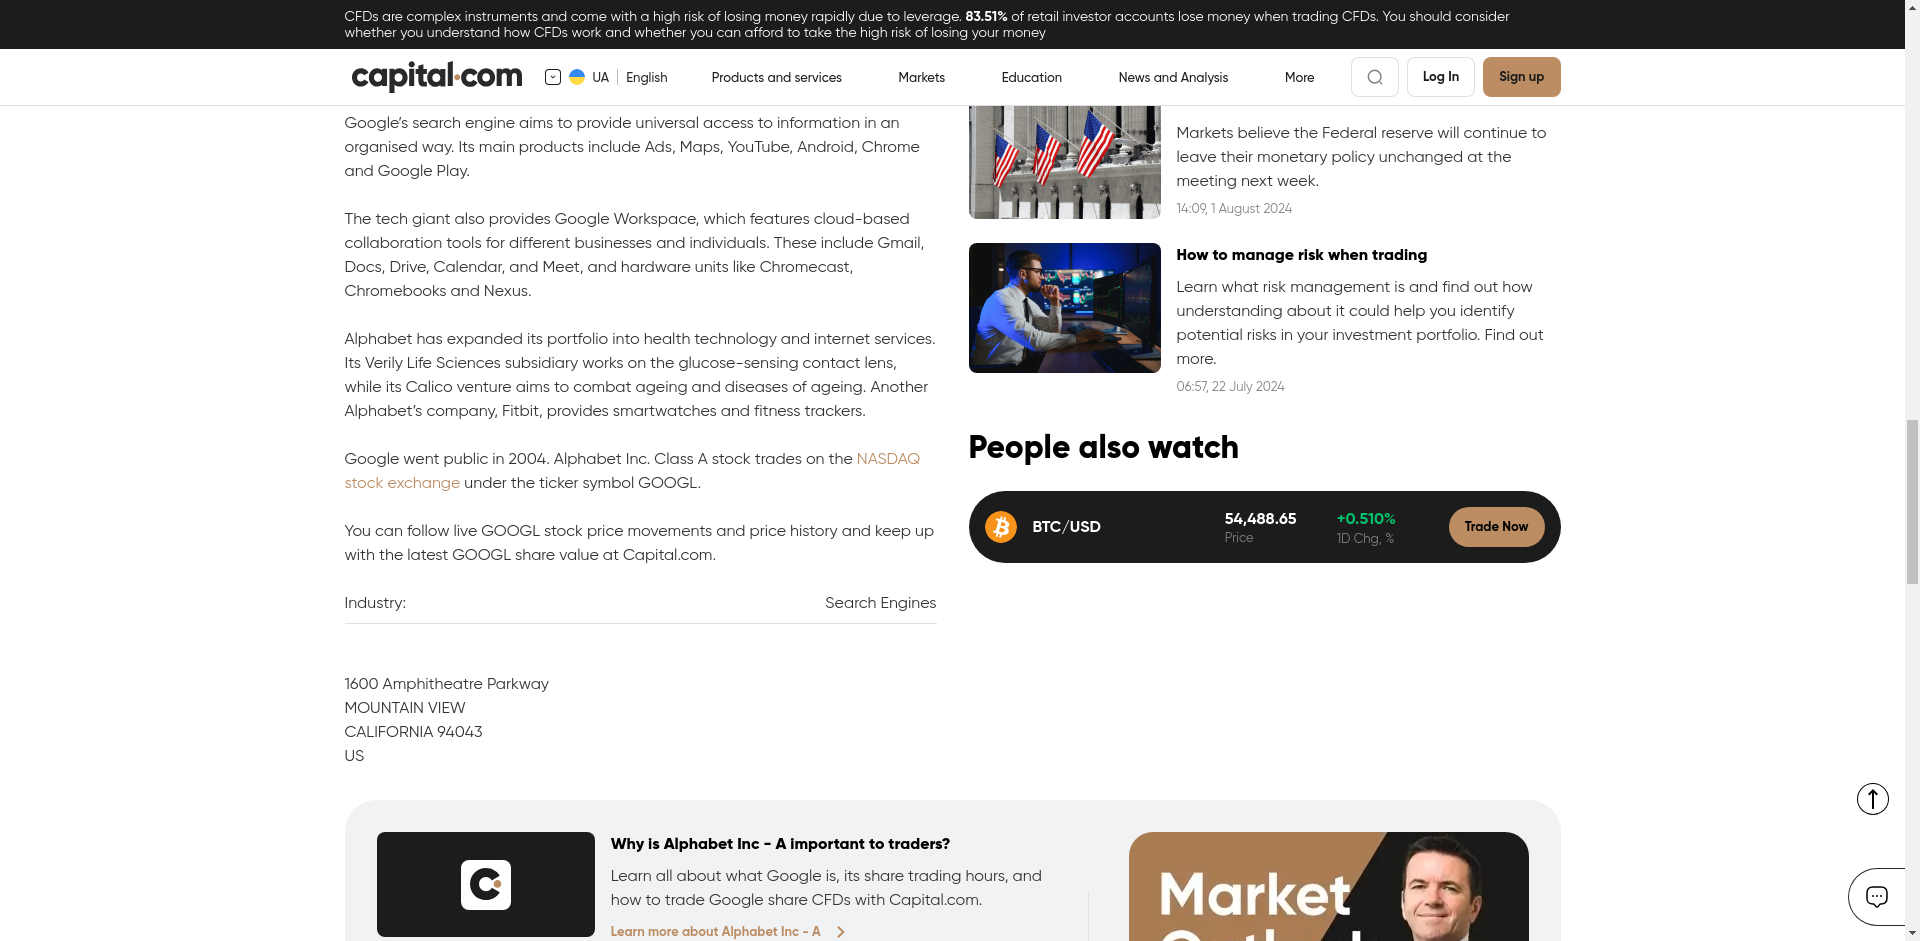 CFDs are complex instruments and come with a high risk of losing money rapidly due to leverage. 83.51% of retail investor accounts lose money when trading CFDs. You should consider
whether you understand how CFDs work and whether you can afford to take the high risk of losing your money
capital.com
UA
English
Products and services
Markets
Education
News and Analysis
More
Log In
Sign up
Google’s search engine aims to provide universal access to information in an
organised way. Its main products include Ads, Maps, YouTube, Android, Chrome
and Google Play.
The tech giant also provides Google Workspace, which features cloud-based
collaboration tools for different businesses and individuals. These include Gmail,
Docs, Drive, Calendar, and Meet, and hardware units like Chromecast,
Chromebooks and Nexus.
Alphabet has expanded its portfolio into health technology and internet services.
Its Verily Life Sciences subsidiary works on the glucose-sensing contact lens,
while its Calico venture aims to combat ageing and diseases of ageing. Another
Alphabet’s company, Fitbit, provides smartwatches and fitness trackers.
Google went public in 2004. Alphabet Inc. Class A stock trades on the NASDAQ
stock exchange under the ticker symbol GOOGL.
You can follow live GOOGL stock price movements and price history and keep up
with the latest GOOGL share value at Capital.com.
Industry:
Search Engines
1600 Amphitheatre Parkway
MOUNTAIN VIEW
CALIFORNIA 94043
US
Markets believe the Federal reserve will continue to
leave their monetary policy unchanged at the
meeting next week.
14:09, 1 August 2024
How to manage risk when trading
Learn what risk management is and find out how
understanding about it could help you identify
potential risks in your investment portfolio. Find out
more.
06:57, 22 July 2024
People also watch
BTC/USD
54,488.65
Price
+0.510%
1D Chg, %
Trade Now
Why is Alphabet Inc - A important to traders?
Learn all about what Google is, its share trading hours, and
how to trade Google share CFDs with Capital.com.
Learn more about Alphabet Inc - A
Market
Outlook